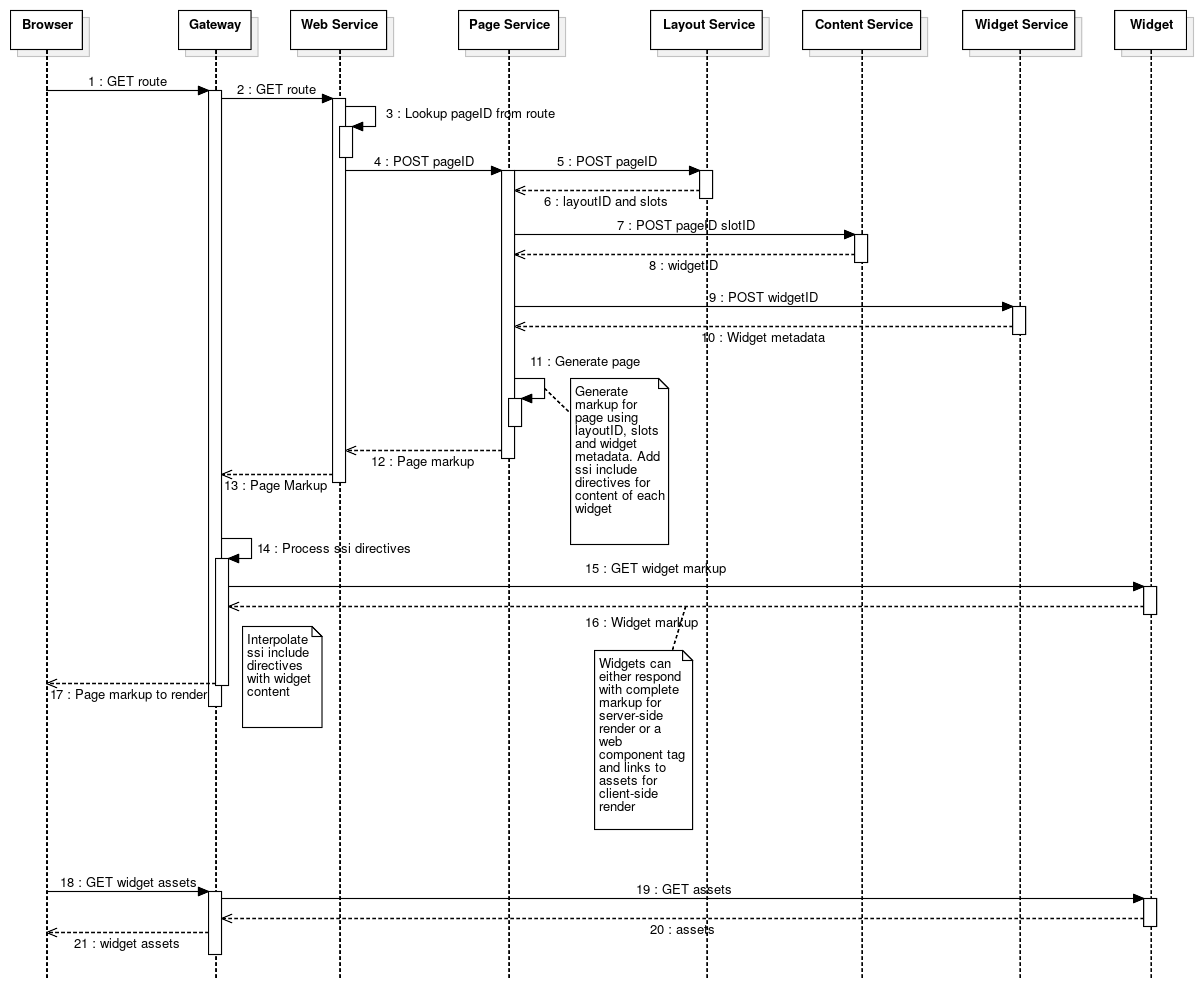 Browser
Gateway
Web Service
Page Service
Layout Service
Content Service
Widget Service
Widget
1 : GET route
2 : GET route
3 : Lookup pageID from route
4 : POST pageID
5 : POST pageID
6 : layoutID and slots
7 : POST pageID slotID
8 : widgetID
9 : POST widgetID
10 : Widget metadata
11 : Generate page
Generate
markup for
page using
layoutID, slots
and widget
metadata. Add
ssi include
directives for
content of each
widget
12 : Page markup
13 : Page Markup
14 : Process ssi directives
15 : GET widget markup
16 : Widget markup
Interpolate
ssi include
directives
with widget
content
Widgets can
either respond
with complete
markup for
server-side
render or a
web
component tag
and links to
assets for
client-side
render
17 : Page markup to render
18 : GET widget assets
19 : GET assets
20 : assets
21 : widget assets